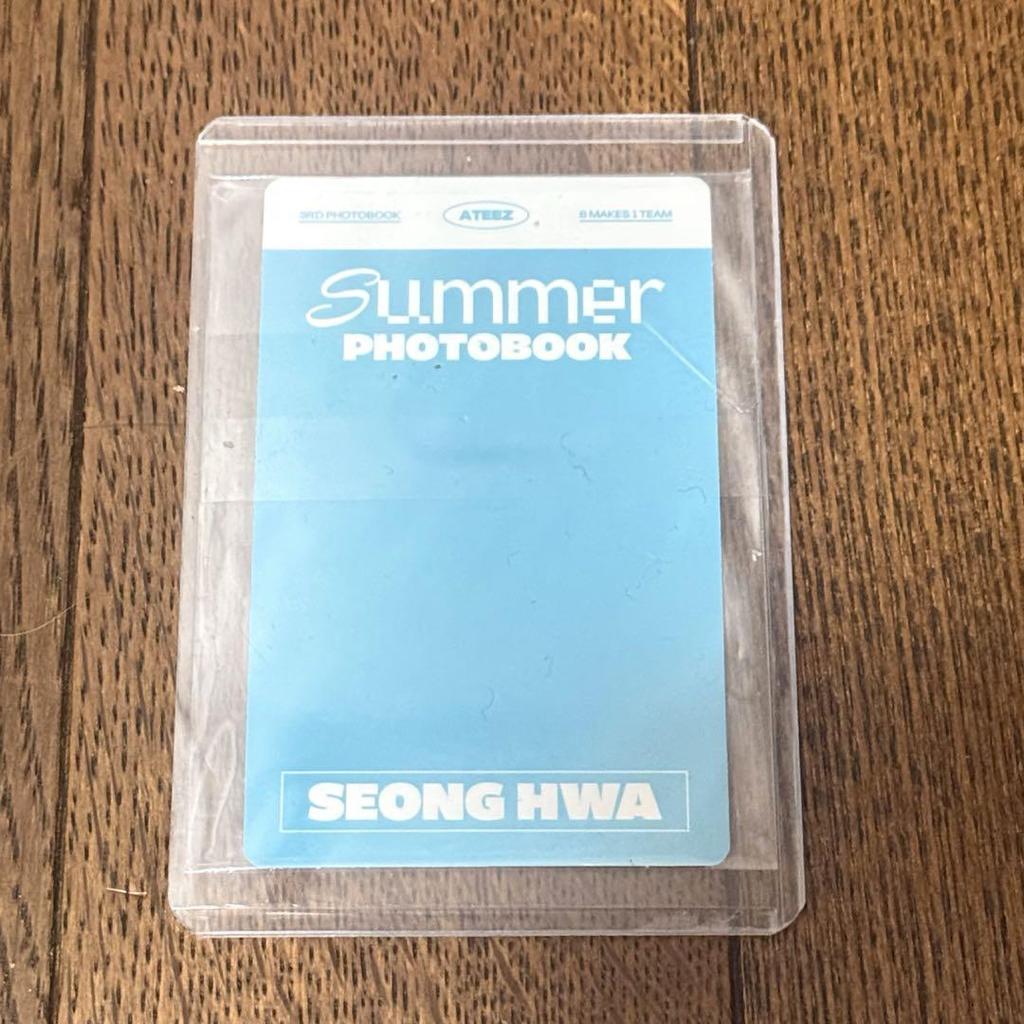 3RD PHOTOBOOK ATEEZ 8 MAKES 1 TEAM
Summer
PHOTOBOOK
SEONG HWA